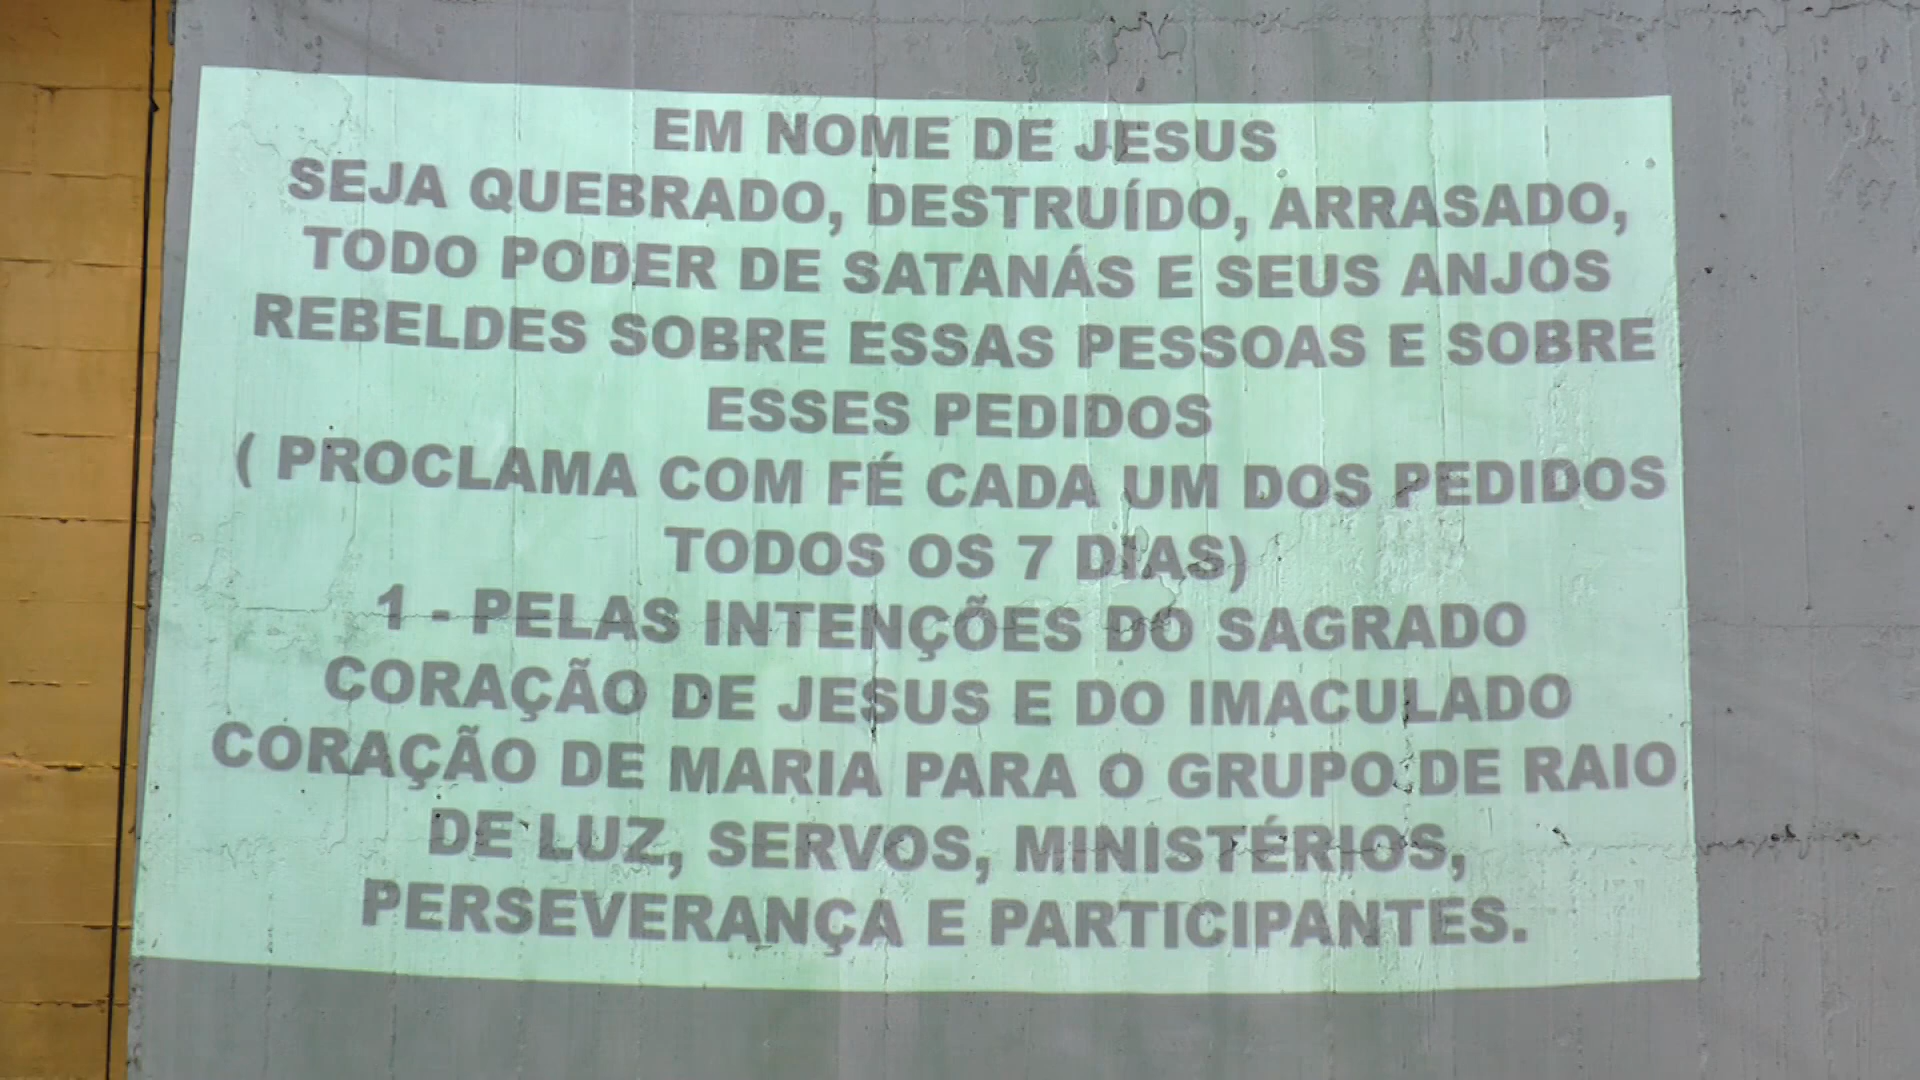 EM NOME DE JESUS
SEJA QUEBRADO, DESTRUÍDO, ARRASADO,
TODO PODER DE SATANÁS E SEUS ANJOS
REBELDES SOBRE ESSAS PESSOAS E SOBRE
ESSES PEDIDOS
( PROCLAMA COM FÉ CADA UM DOS PEDIDOS
TODOS OS 7 DIAS)
1 - PELAS INTENÇÕES DO SAGRADO
CORAÇÃO DE JESUS E DO IMACULADO
CORAÇÃO DE MARIA PARA O GRUPO DE RAIO
DE LUZ, SERVOS, MINISTÉRIOS,
PERSEVERANÇA E PARTICIPANTES.